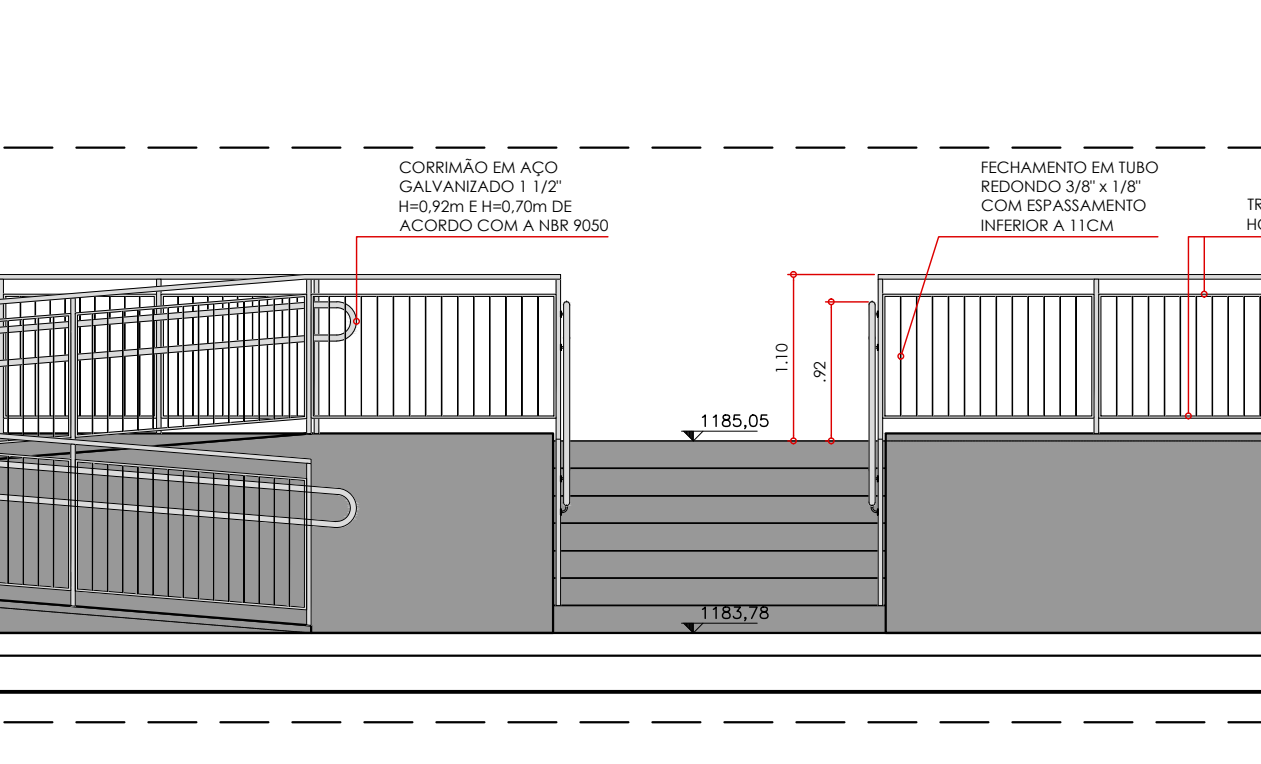 CORRIMÃO EM AÇO
GALVANIZADO 1 1/2"
H=0,92m E H=0,70m DE
ACORDO COM A NBR 9050
FECHAMENTO EM TUBO
REDONDO 3/8" x 1/8"
COM ESPASSAMENTO
INFERIOR A 11CM
TR
HO
1.10
.92
1185,05
1183,78